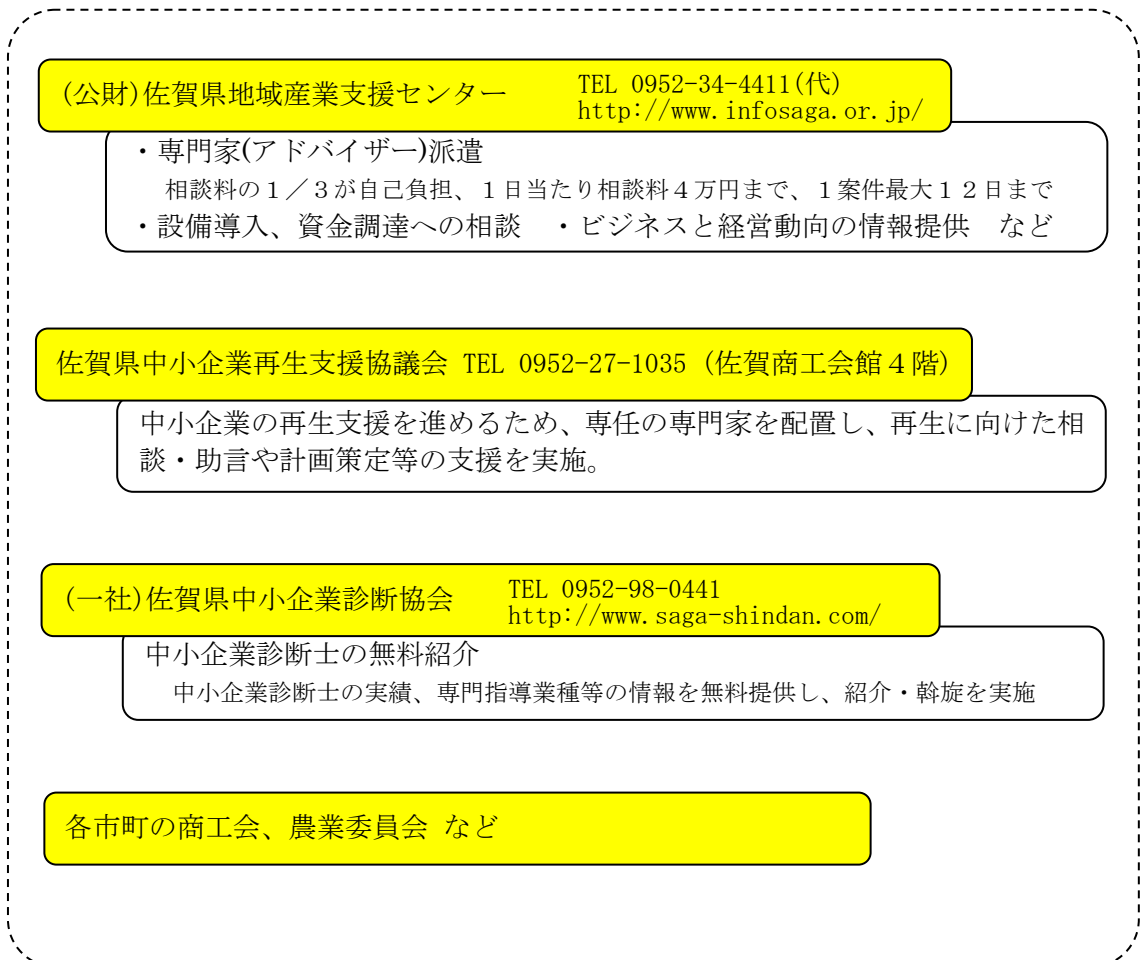 (公財)佐賀県地域産業支援センター
TEL 0952-34-4411(代)
http://www.infosaga.or.jp/
・専門家(アドバイザー)派遣
相談料の１／３が自己負担、１日当たり相談料４万円まで、１案件最大１２日まで
・設備導入、資金調達への相談　・ビジネスと経営動向の情報提供　など
佐賀県中小企業再生支援協議会 TEL 0952-27-1035 (佐賀商工会館４階)
中小企業の再生支援を進めるため、専任の専門家を配置し、再生に向けた相
談・助言や計画策定等の支援を実施。
(一社)佐賀県中小企業診断協会
TEL 0952-98-0441
http://www.saga-shindan.com/
中小企業診断士の無料紹介
中小企業診断士の実績、専門指導業種等の情報を無料提供し、紹介・斡旋を実施
各市町の商工会、農業委員会 など